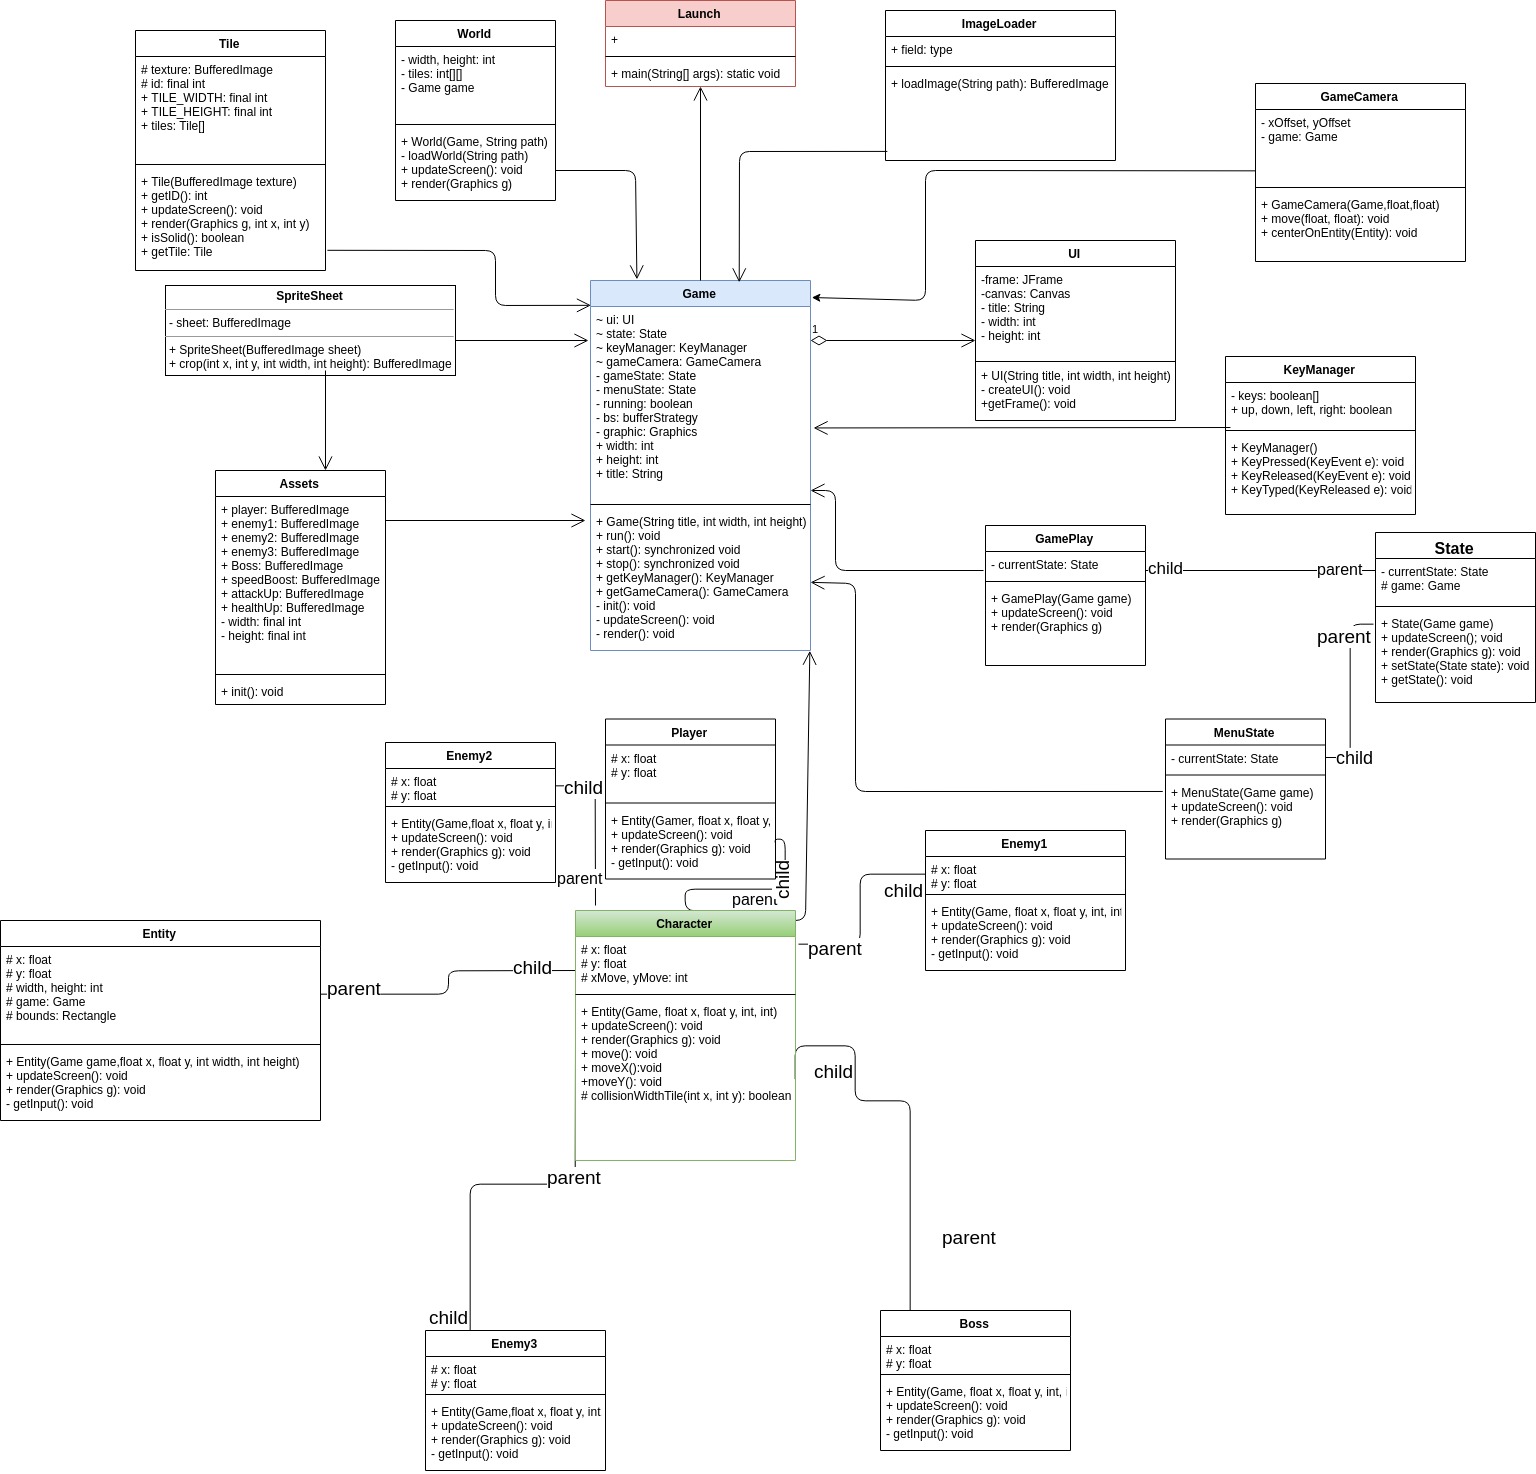 Launch
+
+ main(String[] args): static void
ImageLoader
+ field: type
+ loadImage(String path): BufferedImage
World
- width, height: int
- tiles: int[][]
- Game game
+ World(Game, String path)
- loadWorld(String path)
+ updateScreen(): void
+ render(Graphics g)
Tile
# texture: BufferedImage
# id: final int
+ TILE_WIDTH: final int
+ TILE_HEIGHT: final int
+ tiles: Tile[]
+ Tile(BufferedImage texture)
+ getID(): int
+ updateScreen(): void
+ render(Graphics g, int x, int y)
+ isSolid(): boolean
+ getTile: Tile
GameCamera
- xOffset, yOffset
- game: Game
+ GameCamera(Game,float,float)
+ move(float, float): void
+ centerOnEntity(Entity): void
SpriteSheet
- sheet: BufferedImage
+ SpriteSheet(BufferedImage sheet)
+ crop(int x, int y, int width, int height): BufferedImage
Game
~ ui: UI
~ state: State
~ keyManager: KeyManager
~ gameCamera: GameCamera
- gameState: State
- menuState: State
- running: boolean
- bs: bufferStrategy
- graphic: Graphics
+ width: int
+ height: int
+ title: String
+ Game(String title, int width, int height)
+ run(): void
+ start(): synchronized void
+ stop(): synchronized void
+ getKeyManager(): KeyManager
+ getGameCamera(): GameCamera
- init(): void
- updateScreen(): void
- render(): void
1
UI
-frame: JFrame
-canvas: Canvas
- title: String
- width: int
- height: int
+ UI(String title, int width, int height)
- createUI(): void
+getFrame(): void
KeyManager
- keys: boolean[]
+ up, down, left, right: boolean
+ KeyManager()
+ KeyPressed(KeyEvent e): void
+ KeyReleased(KeyEvent e): void
+ KeyTyped(KeyReleased e): void
Assets
+ player: BufferedImage
+ enemy1: BufferedImage
+ enemy2: BufferedImage
+ enemy3: BufferedImage
+ Boss: BufferedImage
+ speedBoost: BufferedImage
+ attackUp: BufferedImage
+ healthUp: BufferedImage
- width: final int
- height: final int
+ init(): void
GamePlay
- currentState: State
+ GamePlay(Game game)
+ updateScreen(): void
+ render(Graphics g)
child
parent
State
- currentState: State
# game: Game
+ State(Game game)
+ updateScreen(); void
+ render(Graphics g): void
+ setState(State state): void
+ getState(): void
parent
child
MenuState
- currentState: State
+ MenuState(Game game)
+ updateScreen(): void
+ render(Graphics g)
Enemy2
# x: float
# y: float
+ Entity(Game,float x, float y, i
+ updateScreen(): void
+ render(Graphics g): void
- getInput(): void
child
parent
Player
# x: float
# y: float
+ Entity(Gamer, float x, float y,
+ updateScreen(): void
+ render(Graphics g): void
- getInput(): void
child
parent
Enemy1
# x: float
# y: float
+ Entity(Game, float x, float y, int, int
+ updateScreen(): void
+ render(Graphics g): void
- getInput(): void
child
parent
Character
# x: float
# y: float
# xMove, yMove: int
+ Entity(Game, float x, float y, int, int)
+ updateScreen(): void
+ render(Graphics g): void
+ move(): void
+ moveX():void
+moveY(): void
# collisionWidthTile(int x, int y): boolean
Entity
# x: float
# y: float
# width, height: int
# game: Game
# bounds: Rectangle
+ Entity(Game game,float x, float y, int width, int height)
+ updateScreen(): void
+ render(Graphics g): void
- getInput(): void
parent
child
child
parent
parent
child
Enemy3
# x: float
# y: float
+ Entity(Game,float x, float y, int
+ updateScreen(): void
+ render(Graphics g): void
- getInput(): void
Boss
# x: float
# y: float
+ Entity(Game, float x, float y, int,
+ updateScreen(): void
+ render(Graphics g): void
- getInput(): void